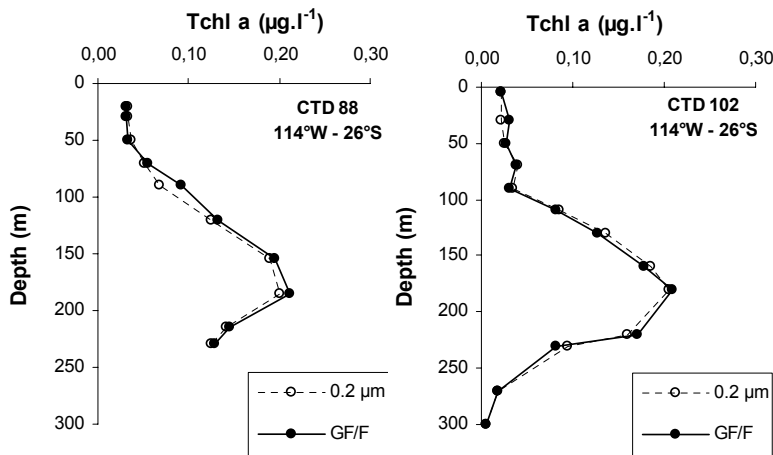 Tchl a (µg.l⁻¹)
0,00 0,10 0,20 0,30
0
50
100
150
200
250
300
Depth (m)
CTD 88
114°W - 26°S
0.2 µm
GF/F
Tchl a (µg.l⁻¹)
0,00 0,10 0,20 0,30
0
50
100
150
200
250
300
Depth (m)
CTD 102
114°W - 26°S
0.2 µm
GF/F